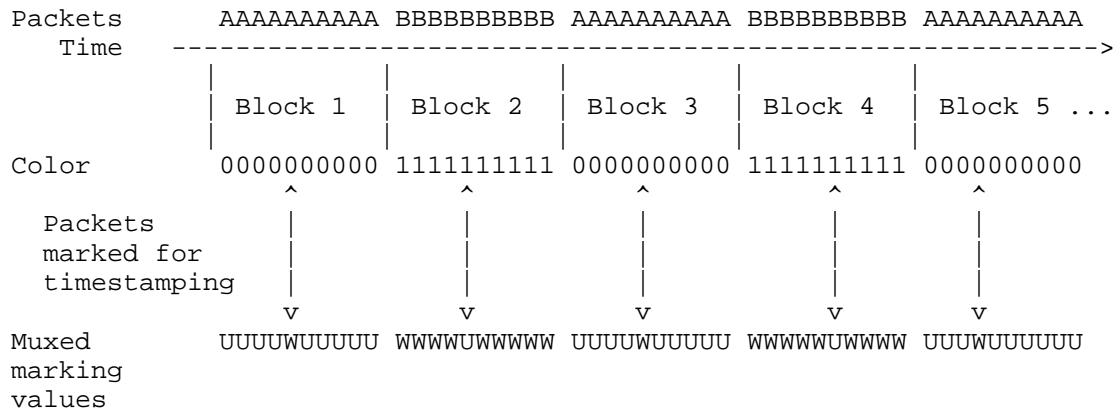 Packets AAAAAAAAAA BBBBBBBBBB AAAAAAAAAA BBBBBBBBBB AAAAAAAAAA
Time ---------------------------------------------------------->
| | | | |
| Block 1 | Block 2 | Block 3 | Block 4 | Block 5 ...
| | | | |
Color 0000000000 1111111111 0000000000 1111111111 0000000000
^ ^ ^ ^ ^
Packets | | | | |
marked for | | | | |
timestamping | | | | |
v v v v v
Muxed UUUUWUUUUU WWWWUWWWWW UUUUWUUUUU WWWWWUWWWW UUUWUUUUUU
marking
values